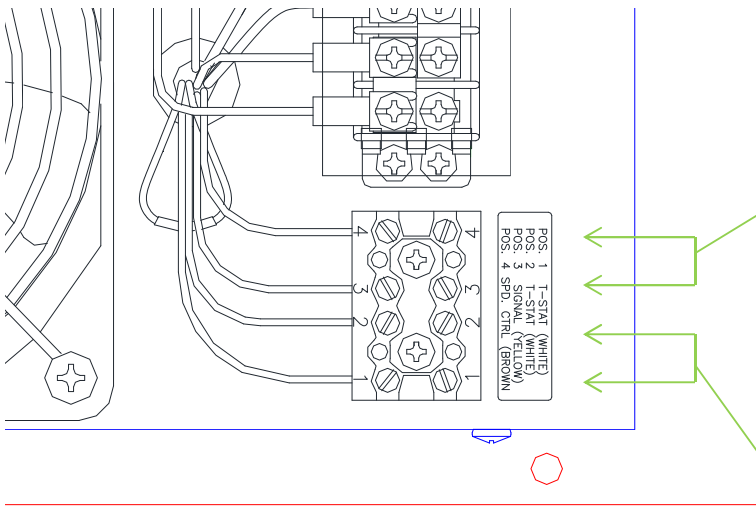 4
4
3
3
2
2
1
1
POS. 1 T-STAT (WHITE)
POS. 2 T-STAT (WHITE)
POS. 3 SIGNAL (YELLOW)
POS. 4 SPD. CTRL (BROWN